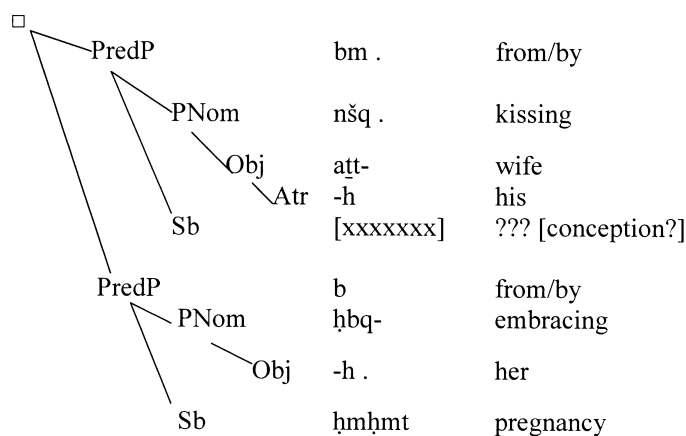 PredP bm . from/by
PNom nšq . kissing
Obj aṯt- wife
Atr -h his
Sb [xxxxxxx] ??? [conception?]
PredP b from/by
PNom ḥbq- embracing
Obj -h . her
Sb ḥmḥmt pregnancy